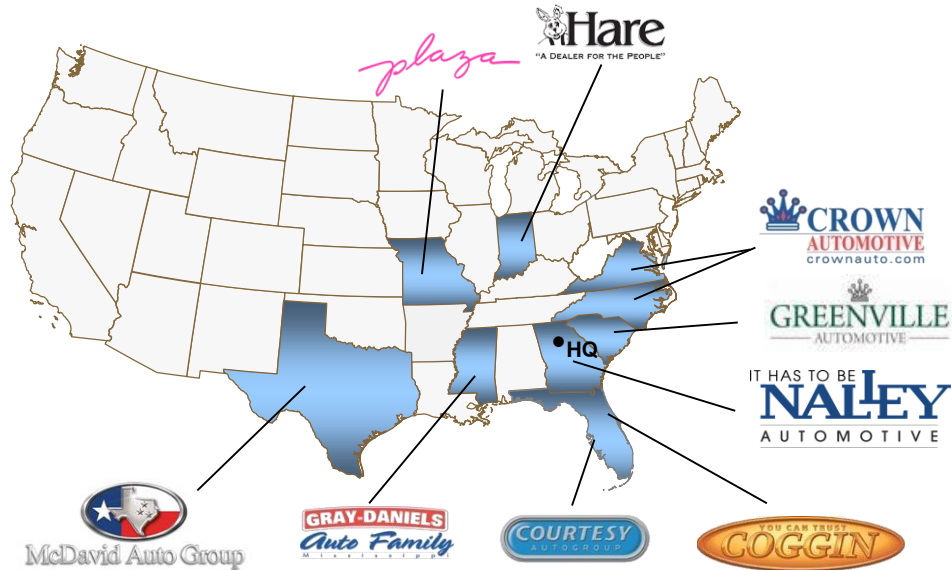 plaza
Hare
"A DEALER FOR THE PEOPLE"
CROWN
AUTOMOTIVE
crownauto.com
GREENVILLE
AUTOMOTIVE
HQ
IT HAS TO BE
NALLEY
AUTOMOTIVE
McDavid Auto Group
GRAY-DANIELS
Auto Family
Mississippi
COURTESY
AUTOGROUP
YOU CAN TRUST
COGGIN